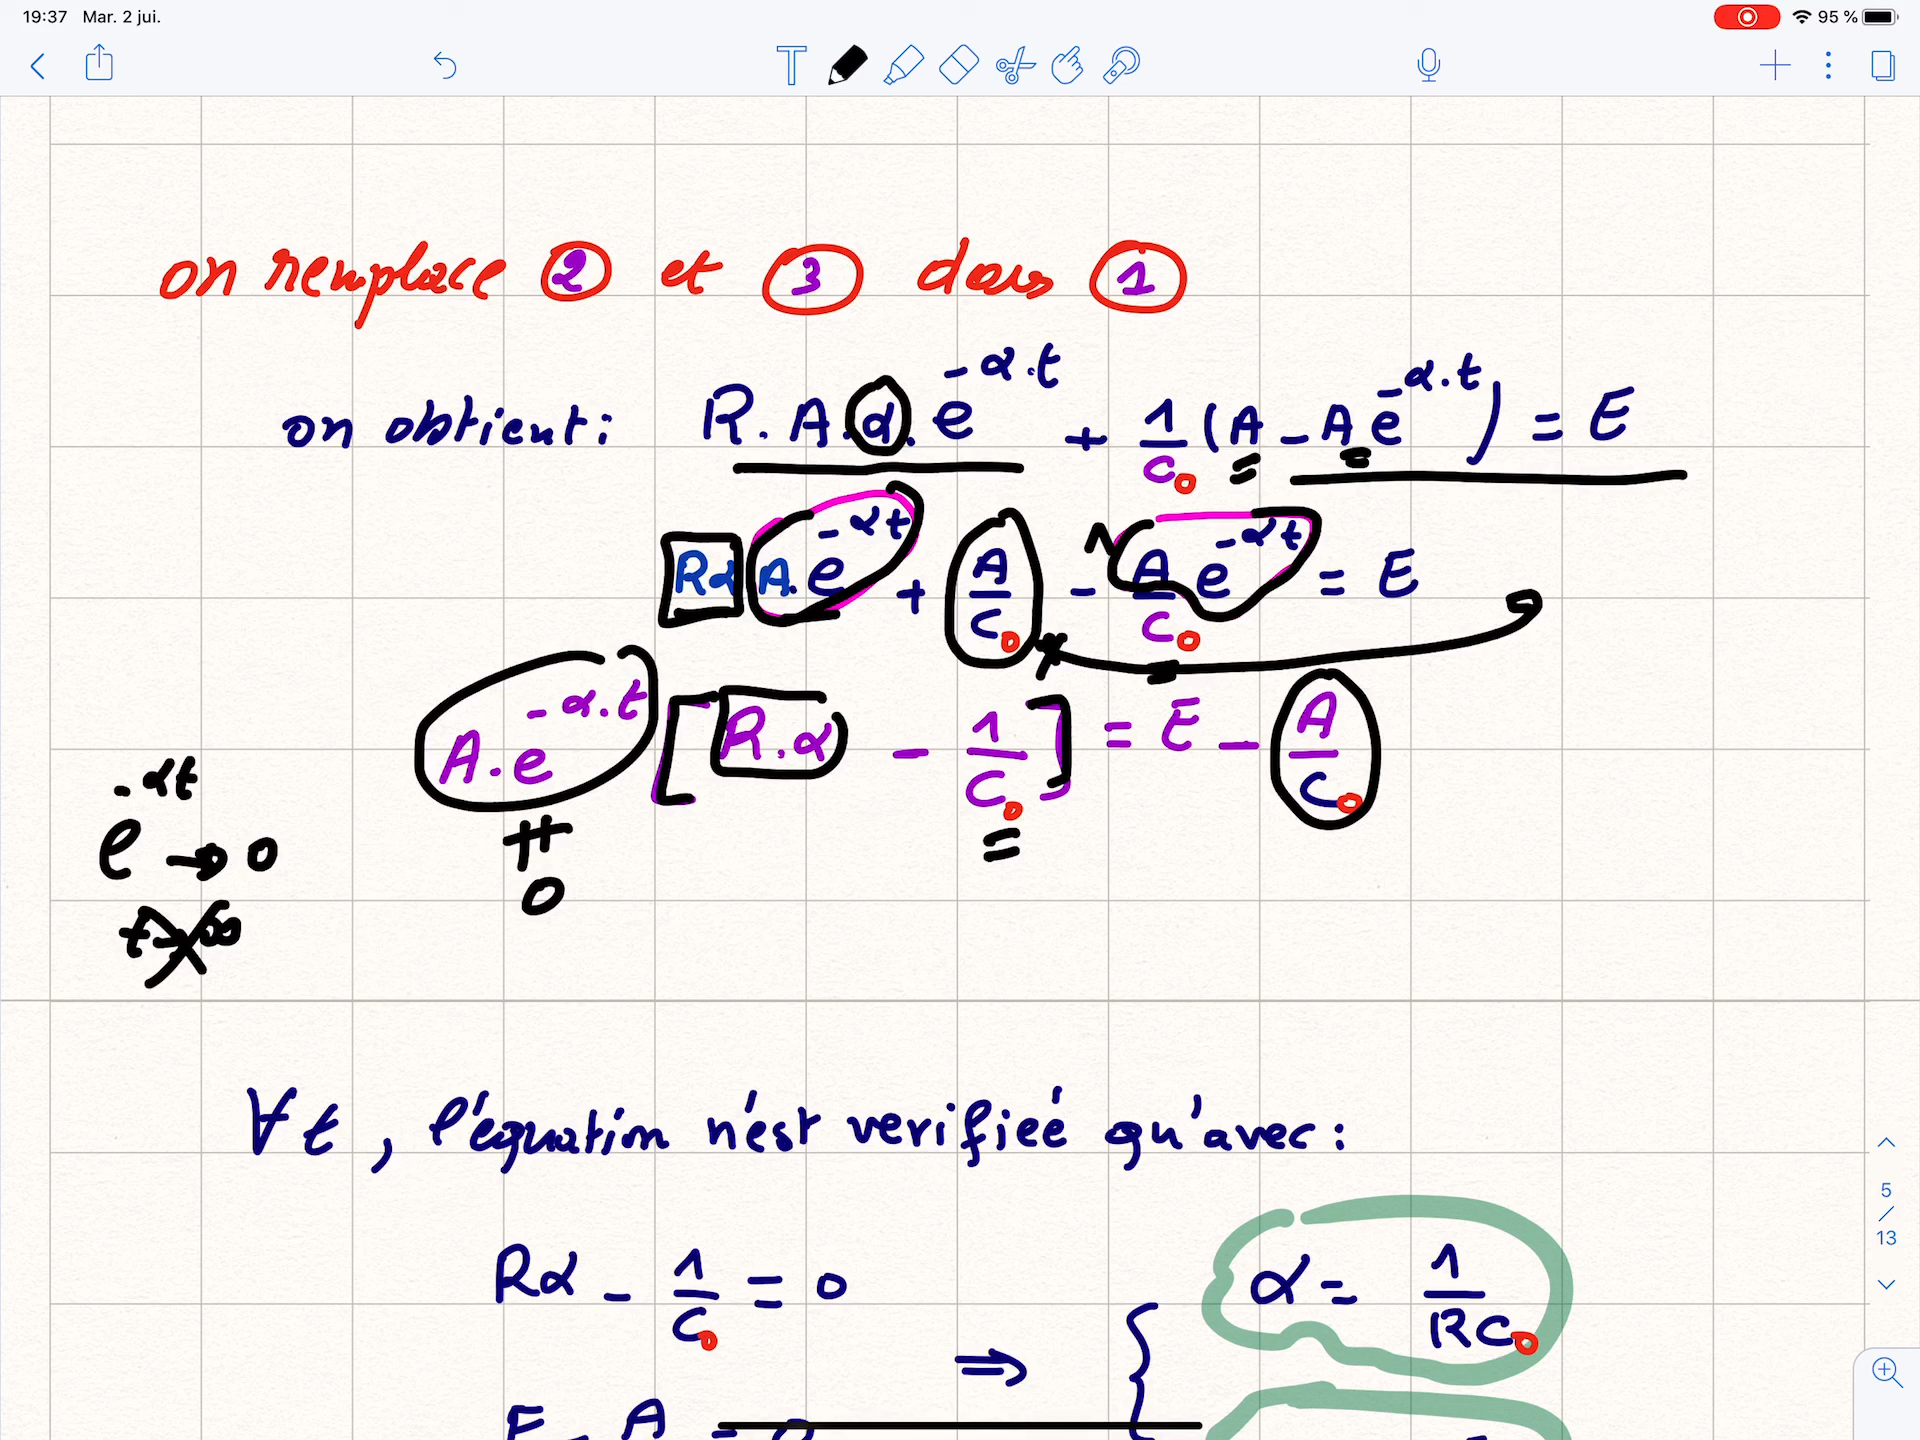 19:37 Mar. 2 jui.
95 %
on remplace ② et ③ dans ①
on obtient : R.A.α.e^{-α.t} + 1/C₀ (A - A e^{-α.t}) = E
Rα A.e^{-αt} + A/C₀ - A/C₀ e^{-αt} = E
A.e^{-α.t} [R.α - 1/C₀] = E - A/C₀
e^{-αt} → 0
t → ∞
≠
0
=
∀t, l'équation n'est verifieé qu'avec :
5
/
13
Rα - 1/C₀ = 0 ⇒ { α = 1/RC₀
E - A = 0